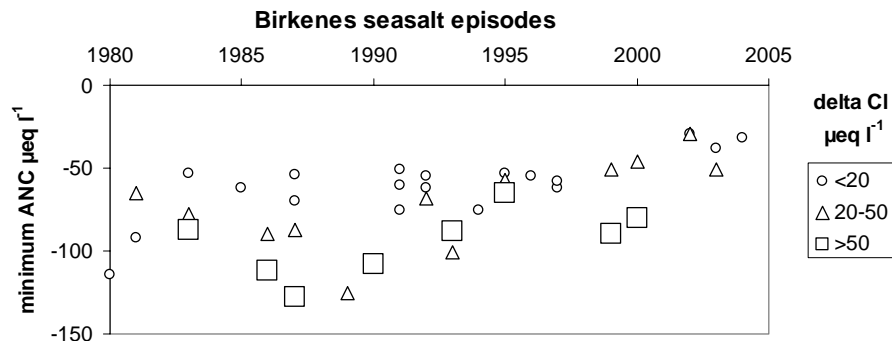 Birkenes seasalt episodes
1980 1985 1990 1995 2000 2005
0
-50
-100
-150
minimum ANC µeq l⁻¹
delta Cl
µeq l⁻¹
<20
20-50
>50